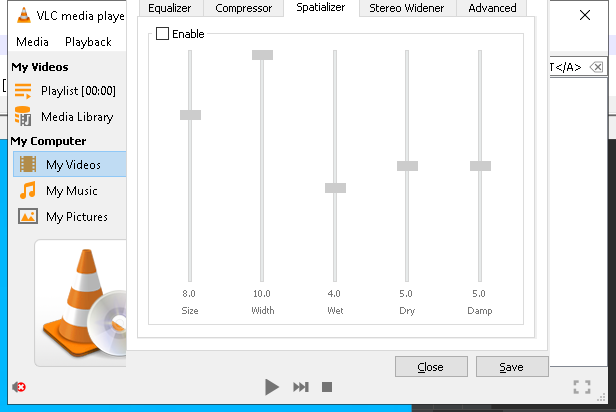 VLC media playe
Equalizer Compressor Spatializer Stereo Widener Advanced
Media Playback
Enable
My Videos
T</A>
Playlist [00:00]
Media Library
My Computer
My Videos
My Music
My Pictures
8.0 10.0 4.0 5.0 5.0
Size Width Wet Dry Damp
Close Save